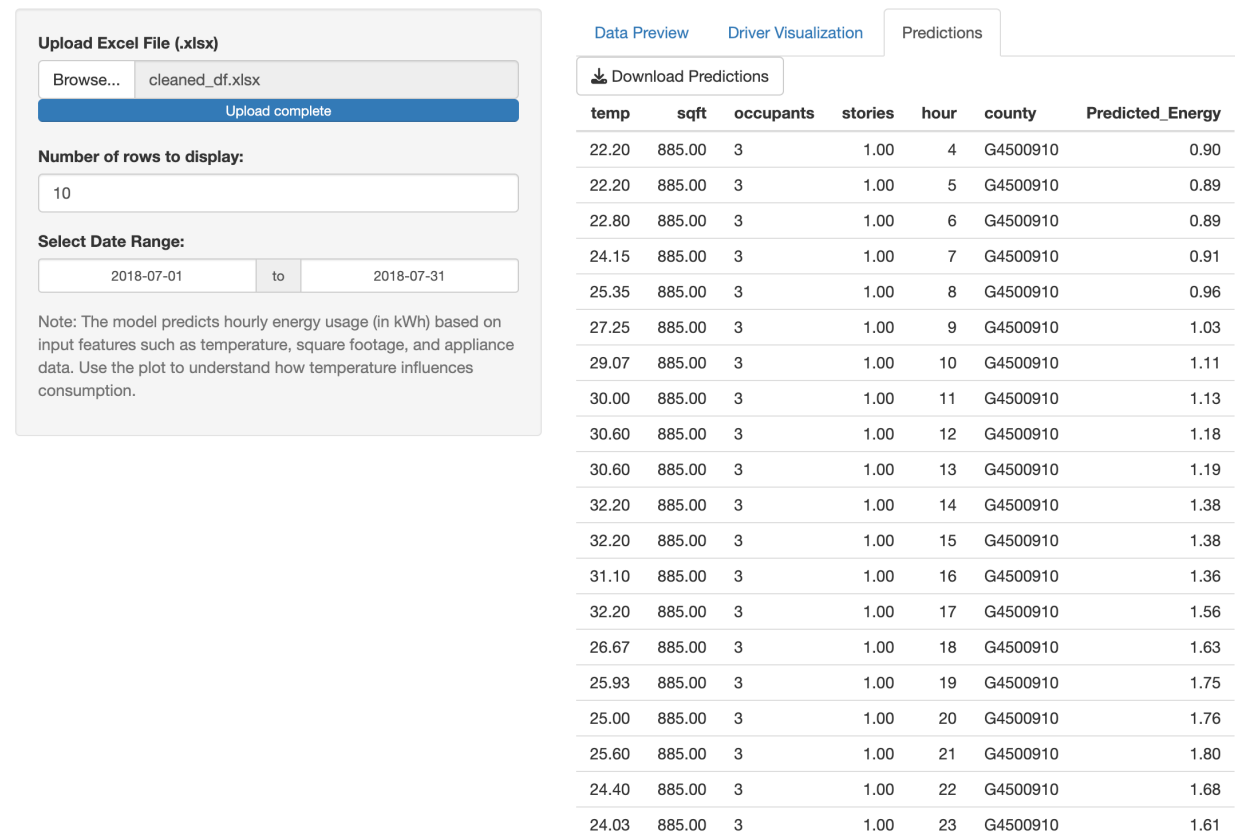 Upload Excel File (.xlsx)
Browse... cleaned_df.xlsx
Upload complete
Number of rows to display:
10
Select Date Range:
2018-07-01 to 2018-07-31
Note: The model predicts hourly energy usage (in kWh) based on
input features such as temperature, square footage, and appliance
data. Use the plot to understand how temperature influences
consumption.
Data Preview Driver Visualization Predictions
Download Predictions
temp sqft occupants stories hour county Predicted_Energy
22.20 885.00 3 1.00 4 G4500910 0.90
22.20 885.00 3 1.00 5 G4500910 0.89
22.80 885.00 3 1.00 6 G4500910 0.89
24.15 885.00 3 1.00 7 G4500910 0.91
25.35 885.00 3 1.00 8 G4500910 0.96
27.25 885.00 3 1.00 9 G4500910 1.03
29.07 885.00 3 1.00 10 G4500910 1.11
30.00 885.00 3 1.00 11 G4500910 1.13
30.60 885.00 3 1.00 12 G4500910 1.18
30.60 885.00 3 1.00 13 G4500910 1.19
32.20 885.00 3 1.00 14 G4500910 1.38
32.20 885.00 3 1.00 15 G4500910 1.38
31.10 885.00 3 1.00 16 G4500910 1.36
32.20 885.00 3 1.00 17 G4500910 1.56
26.67 885.00 3 1.00 18 G4500910 1.63
25.93 885.00 3 1.00 19 G4500910 1.75
25.00 885.00 3 1.00 20 G4500910 1.76
25.60 885.00 3 1.00 21 G4500910 1.80
24.40 885.00 3 1.00 22 G4500910 1.68
24.03 885.00 3 1.00 23 G4500910 1.61